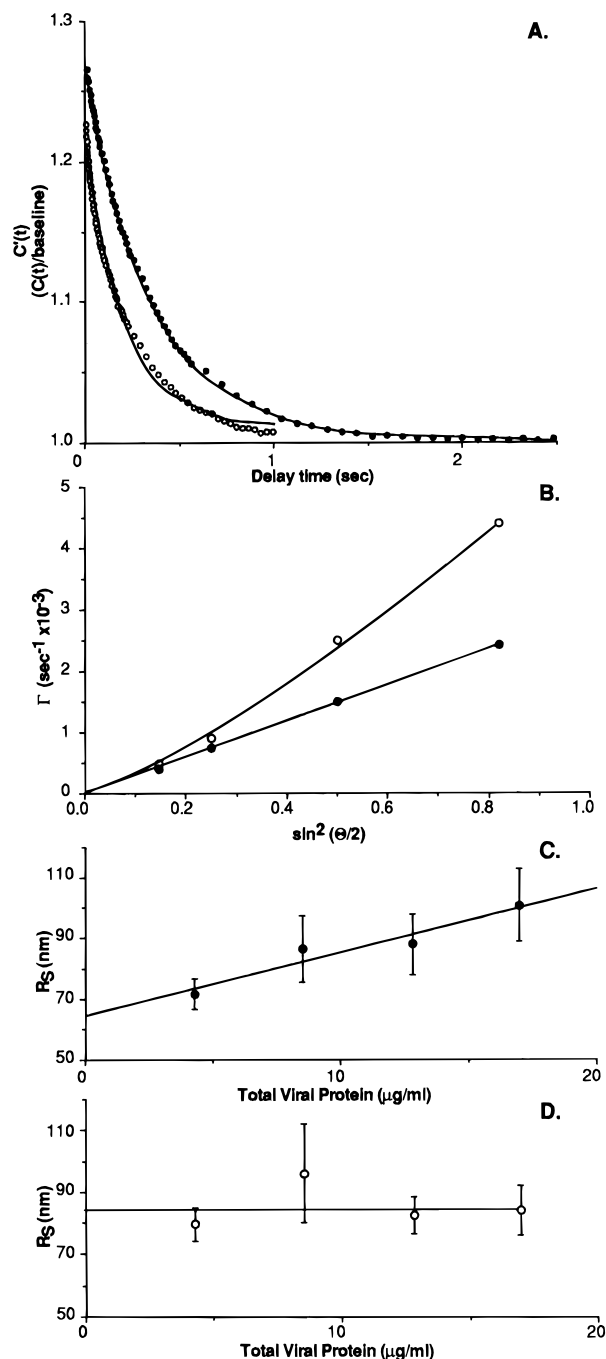 A.
1.3
1.2
1.1
1.0
C'(t)
(C(t)/baseline)
0 1 2
Delay time (sec)
B.
5
4
3
2
1
0
Γ (sec-1 x10-3)
0.0 0.2 0.4 0.6 0.8 1.0
sin2 (Θ/2)
C.
110
90
70
50
RS (nm)
0 10 20
Total Viral Protein (μg/ml)
D.
110
90
70
50
RS (nm)
0 10 20
Total Viral Protein (μg/ml)